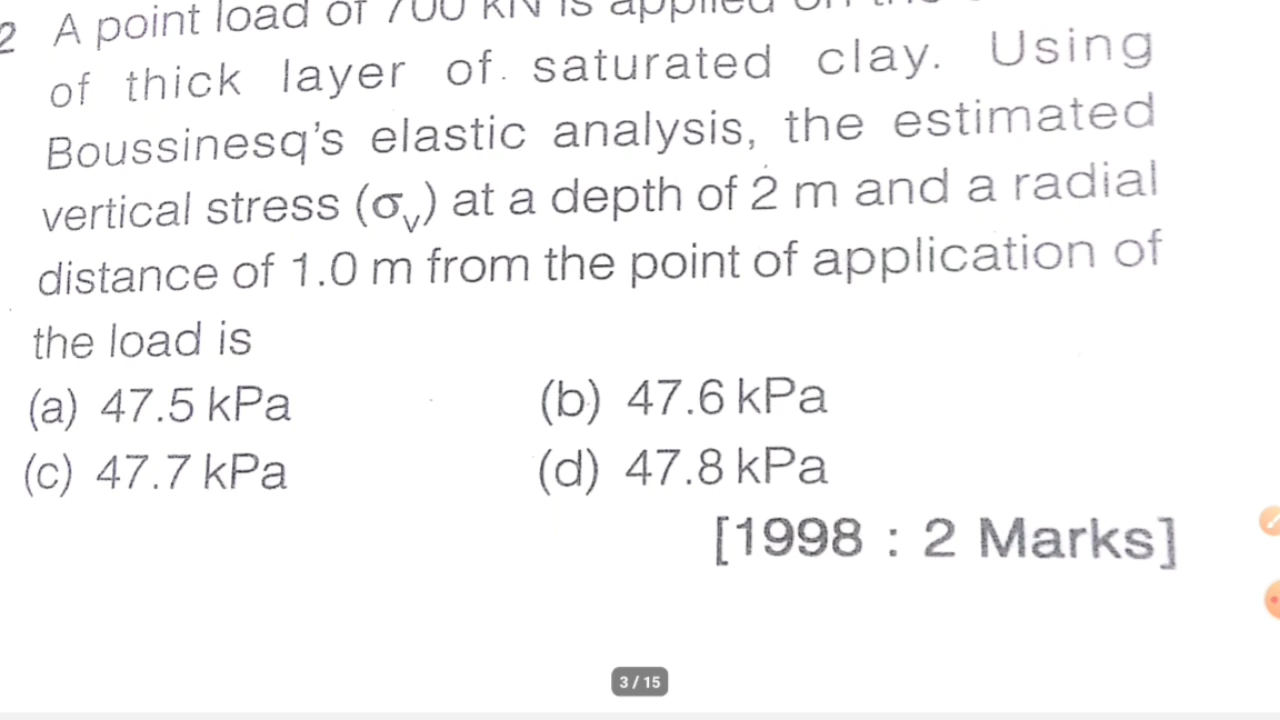 2 A point load of 700 kN is applied on the
of thick layer of saturated clay. Using
Boussinesq's elastic analysis, the estimated
vertical stress (σv) at a depth of 2 m and a radial
distance of 1.0 m from the point of application of
the load is
(a) 47.5 kPa (b) 47.6 kPa
(c) 47.7 kPa (d) 47.8 kPa
[1998 : 2 Marks]
3 / 15